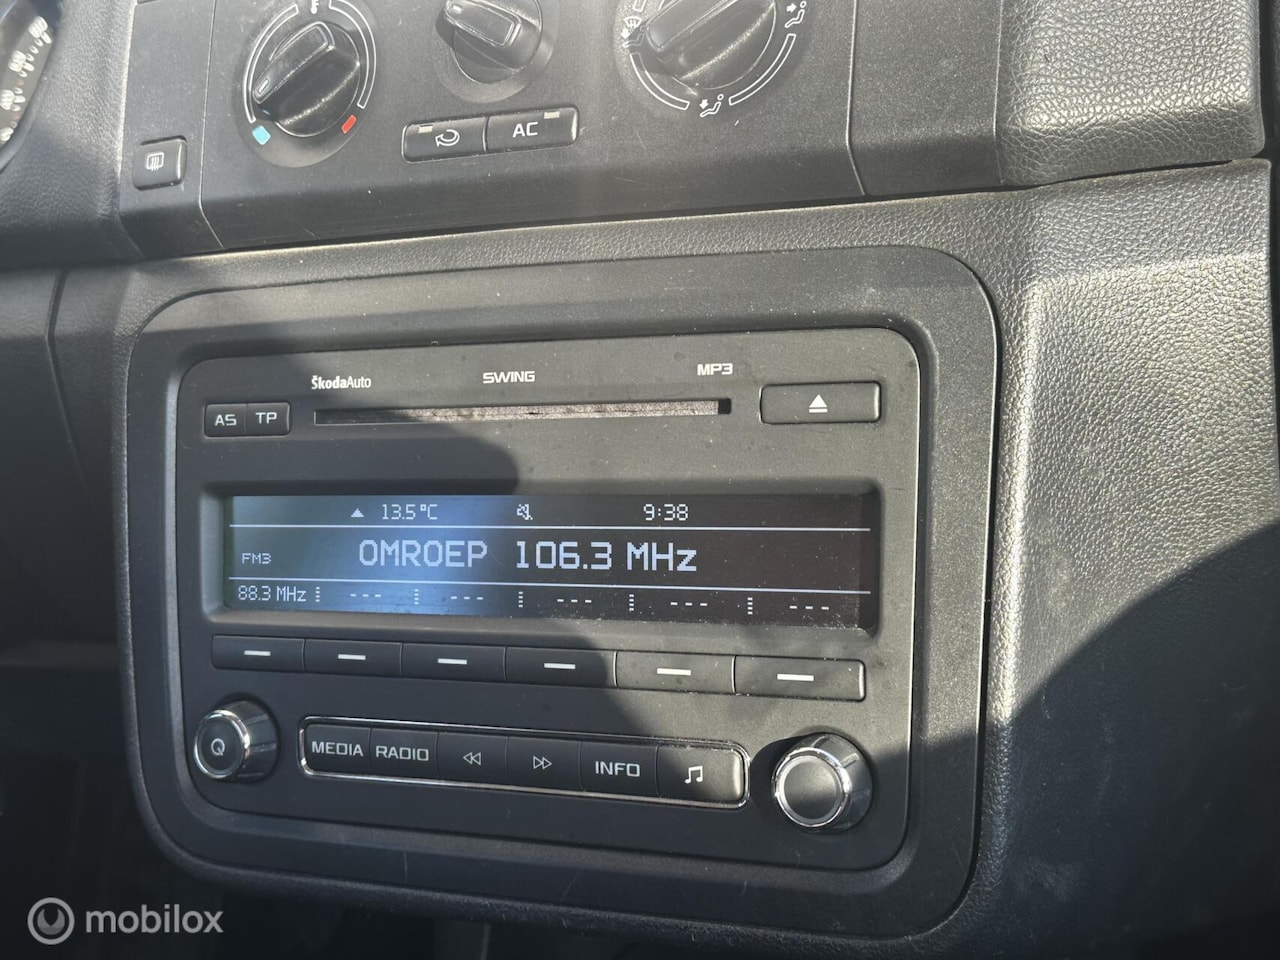 AC
ŠkodaAuto SWING MP3
AS TP
13.5°C 9:38
FM3 OMROEP 106.3 MHz
88.3 MHz --- --- --- --- ---
Q MEDIA RADIO INFO
mobilox